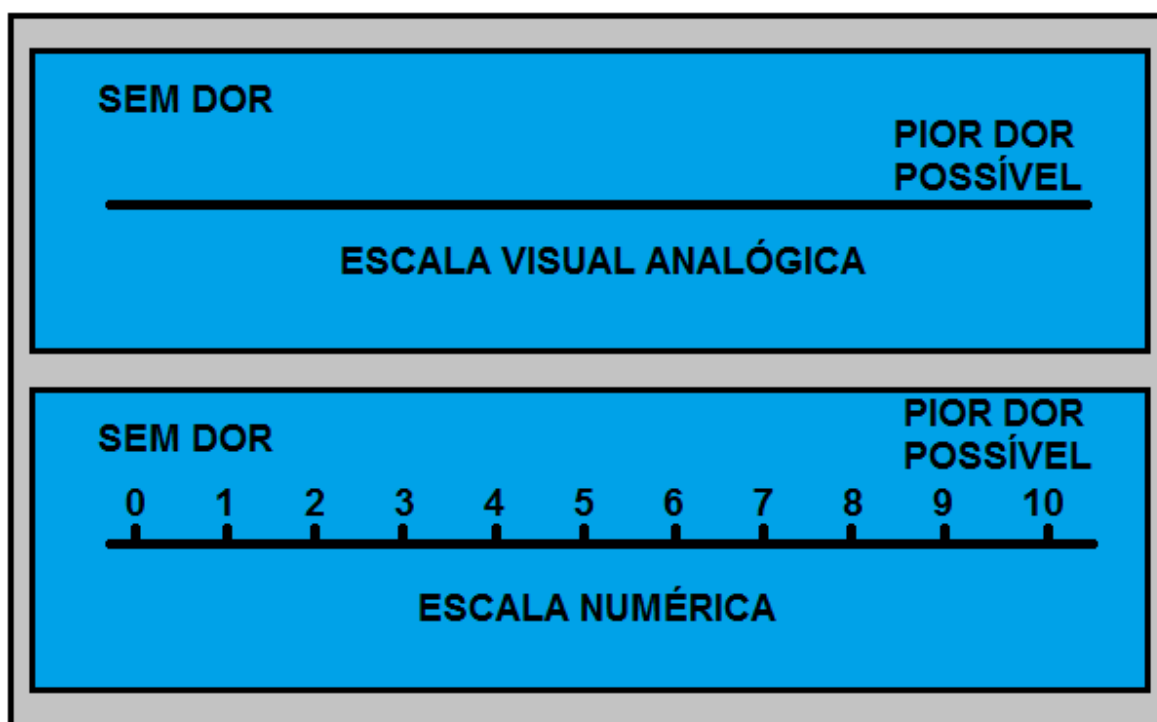 SEM DOR
PIOR DOR
POSSÍVEL
ESCALA VISUAL ANALÓGICA
SEM DOR
PIOR DOR
POSSÍVEL
0 1 2 3 4 5 6 7 8 9 10
ESCALA NUMÉRICA